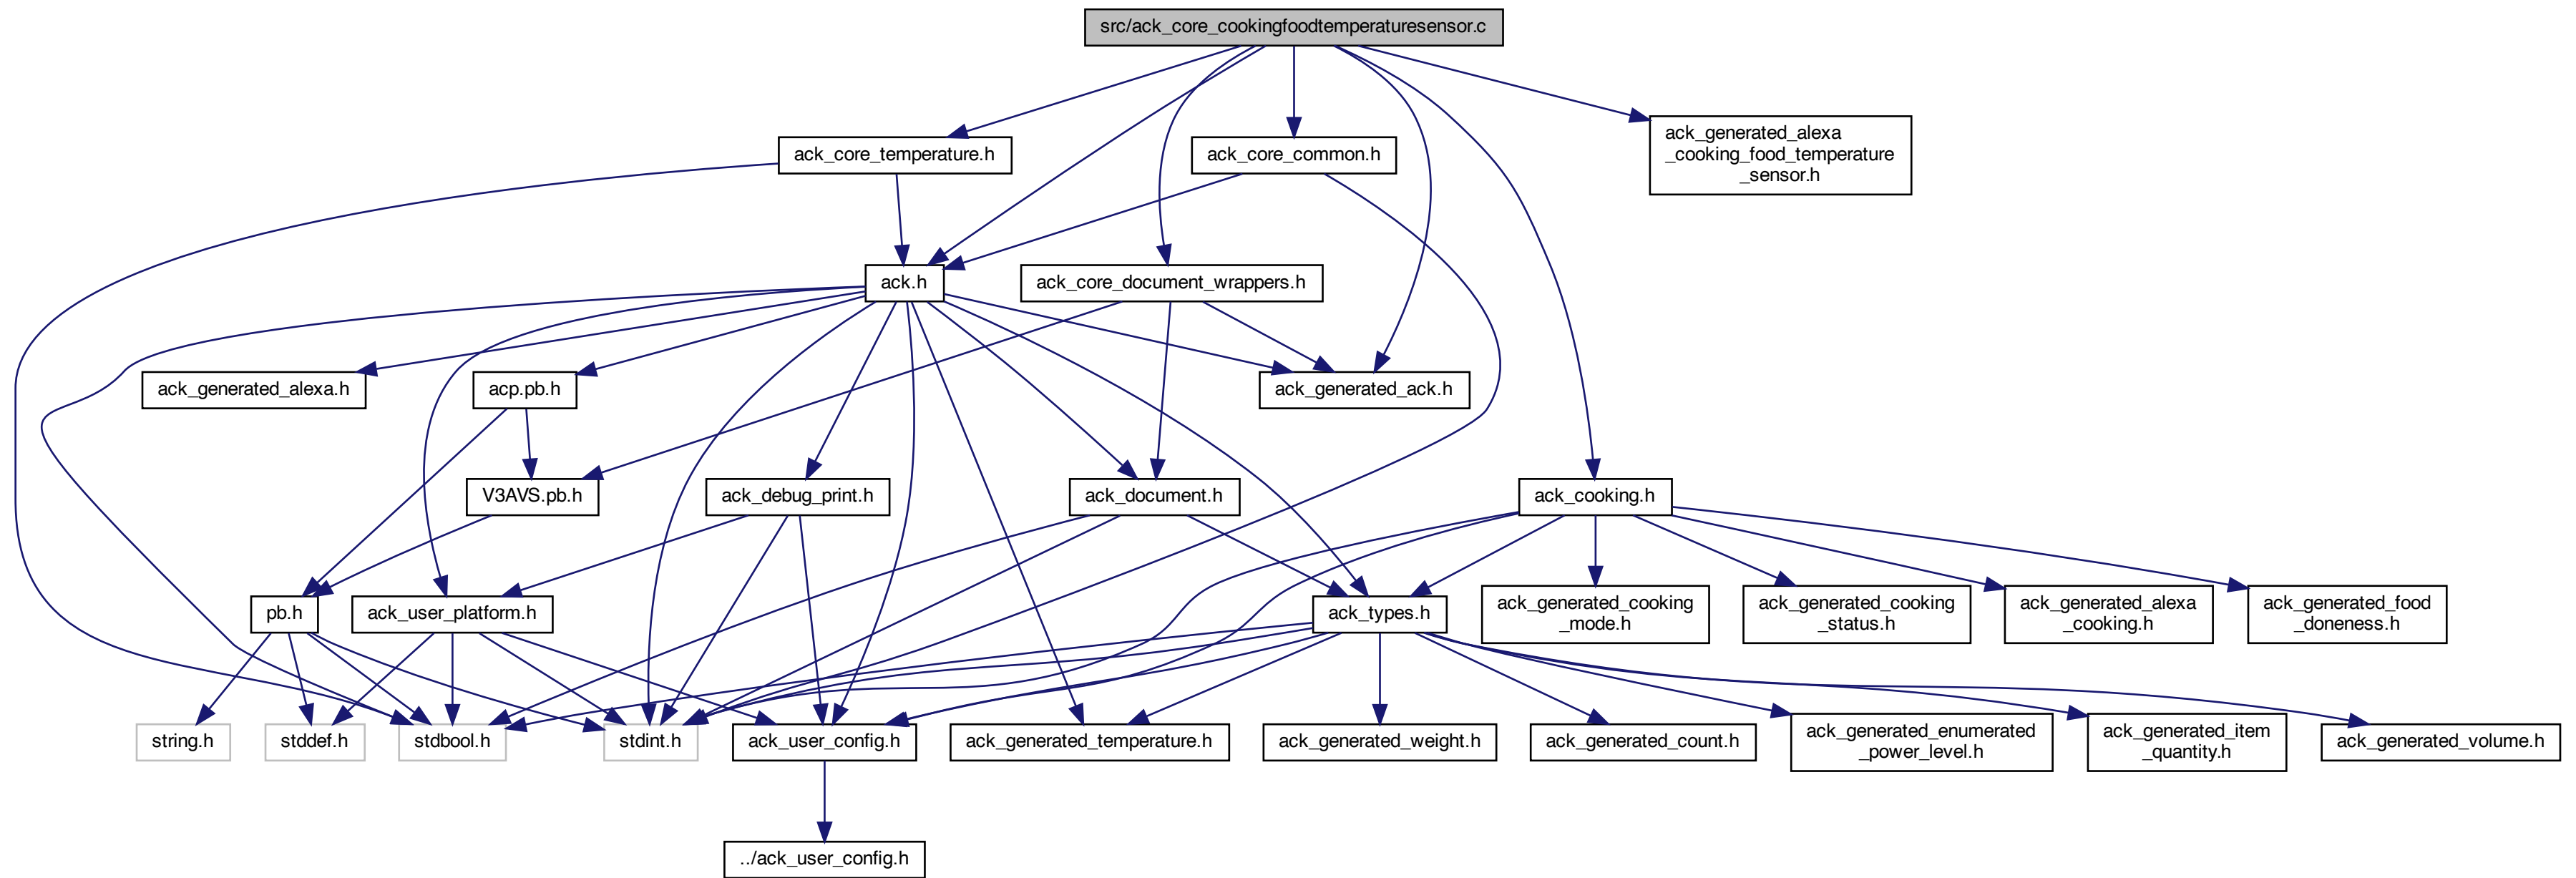 src/ack_core_cookingfoodtemperaturesensor.c
ack_core_temperature.h
ack_core_common.h
ack_generated_alexa
_cooking_food_temperature
_sensor.h
ack.h
ack_core_document_wrappers.h
ack_generated_alexa.h
acp.pb.h
ack_generated_ack.h
V3AVS.pb.h
ack_debug_print.h
ack_document.h
ack_cooking.h
pb.h
ack_user_platform.h
ack_types.h
ack_generated_cooking
_mode.h
ack_generated_cooking
_status.h
ack_generated_alexa
_cooking.h
ack_generated_food
_doneness.h
string.h
stddef.h
stdbool.h
stdint.h
ack_user_config.h
ack_generated_temperature.h
ack_generated_weight.h
ack_generated_count.h
ack_generated_enumerated
_power_level.h
ack_generated_item
_quantity.h
ack_generated_volume.h
../ack_user_config.h